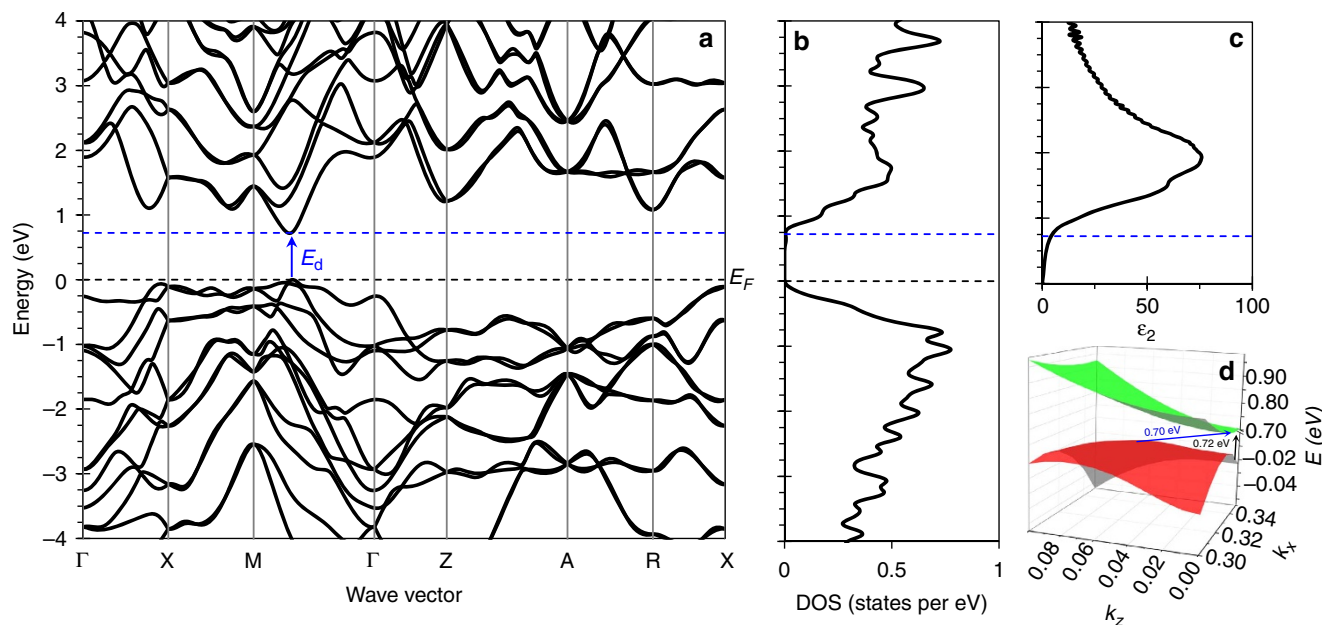 a
4
3
2
1
0
−1
−2
−3
−4
Energy (eV)
E_d
E_F
Γ X M Γ Z A R X
Wave vector
b
0 0.5 1
DOS (states per eV)
c
0 50 100
ε₂
d
0.90
0.80
0.70
−0.02
−0.04
E (eV)
0.70 eV
0.72 eV
0.34
0.32
0.30
k_x
0.08 0.06 0.04 0.02 0.00
k_z